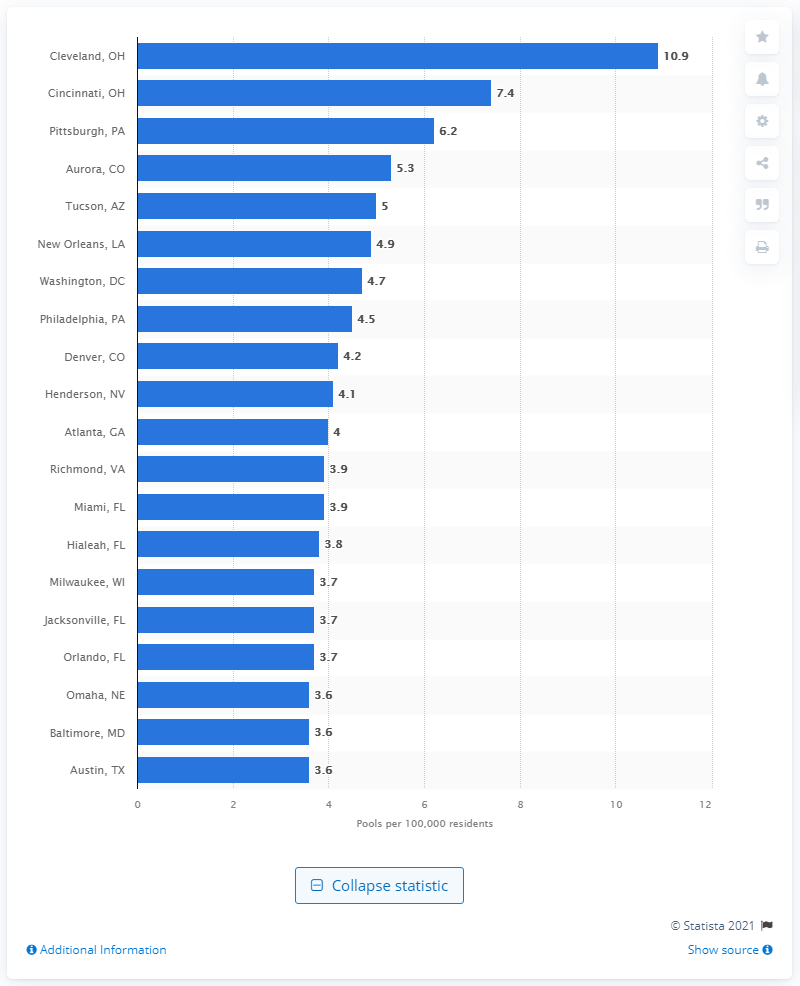 Cleveland, OH 10.9
Cincinnati, OH 7.4
Pittsburgh, PA 6.2
Aurora, CO 5.3
Tucson, AZ 5
New Orleans, LA 4.9
Washington, DC 4.7
Philadelphia, PA 4.5
Denver, CO 4.2
Henderson, NV 4.1
Atlanta, GA 4
Richmond, VA 3.9
Miami, FL 3.9
Hialeah, FL 3.8
Milwaukee, WI 3.7
Jacksonville, FL 3.7
Orlando, FL 3.7
Omaha, NE 3.6
Baltimore, MD 3.6
Austin, TX 3.6
0 2 4 6 8 10 12
Pools per 100,000 residents
Collapse statistic
© Statista 2021
Additional Information Show source